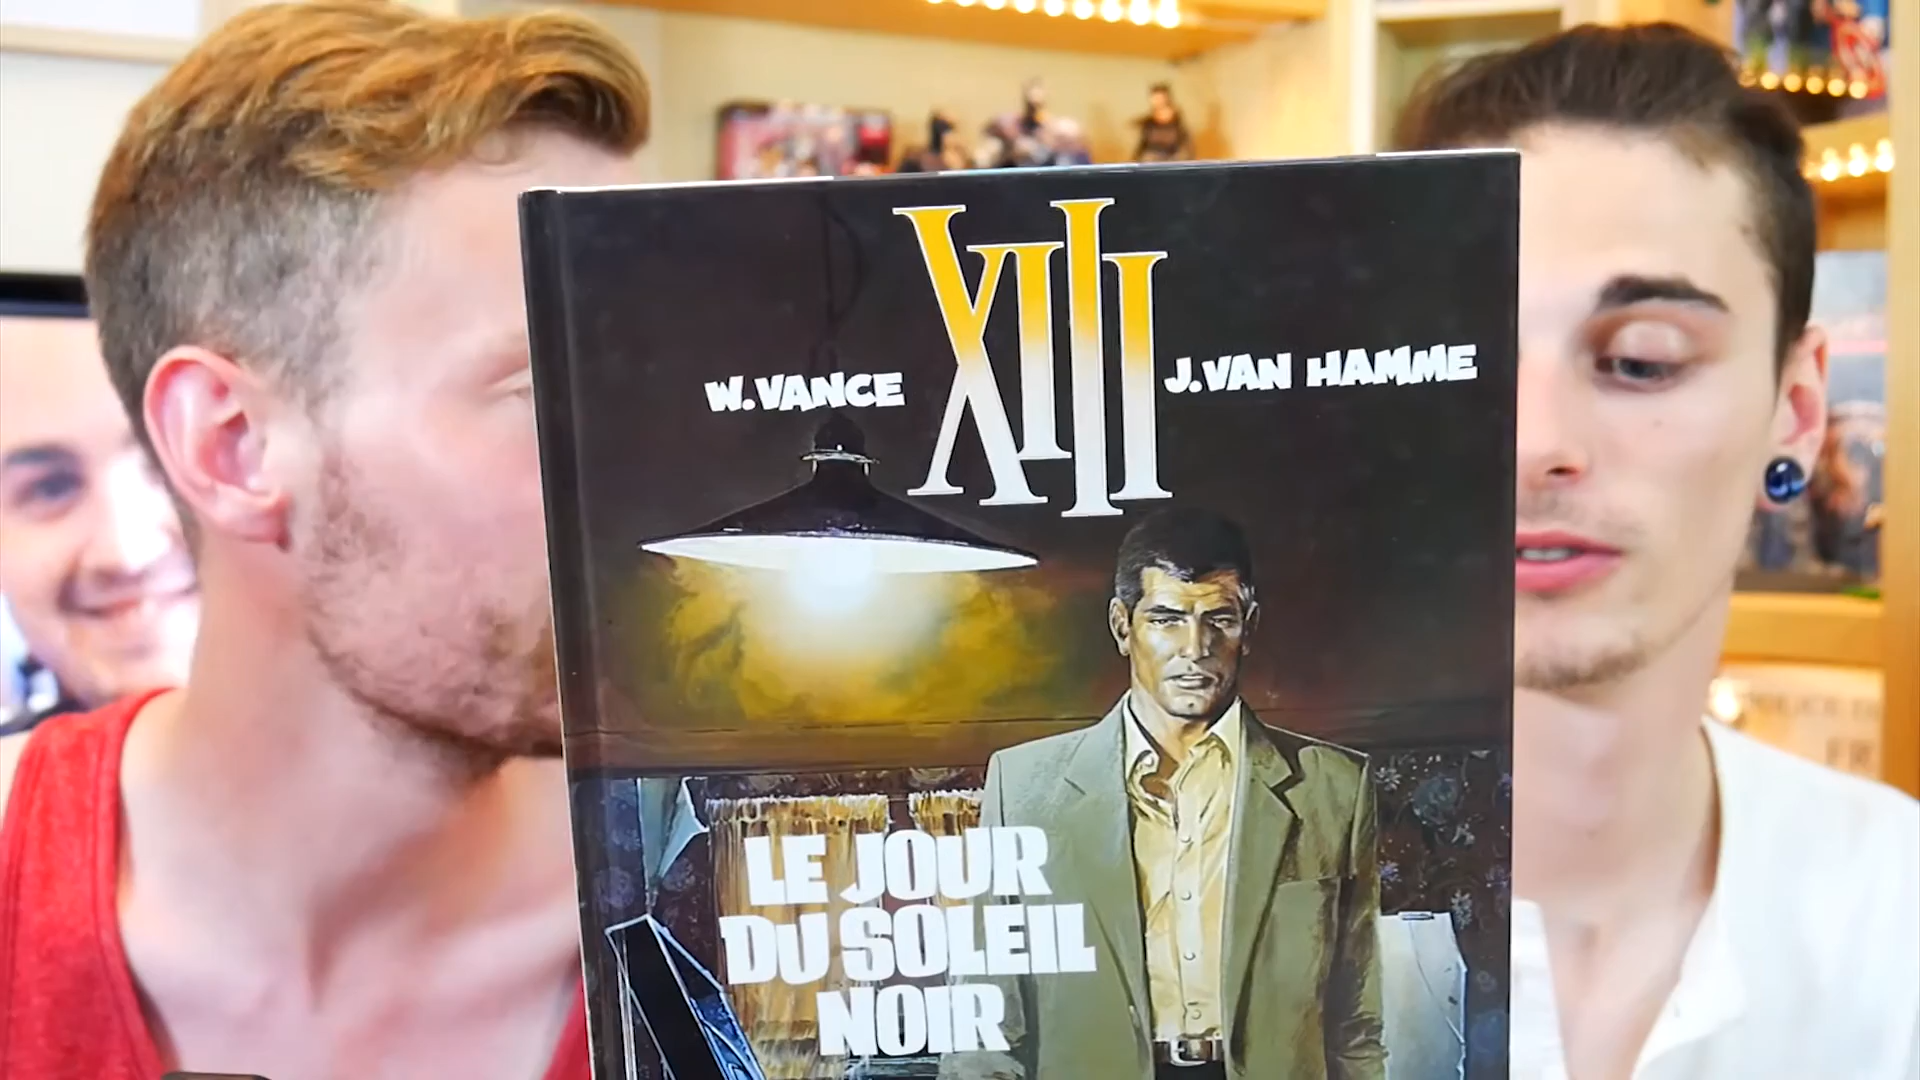 XIII
W. VANCE
J. VAN HAMME
LE JOUR
DU SOLEIL
NOIR